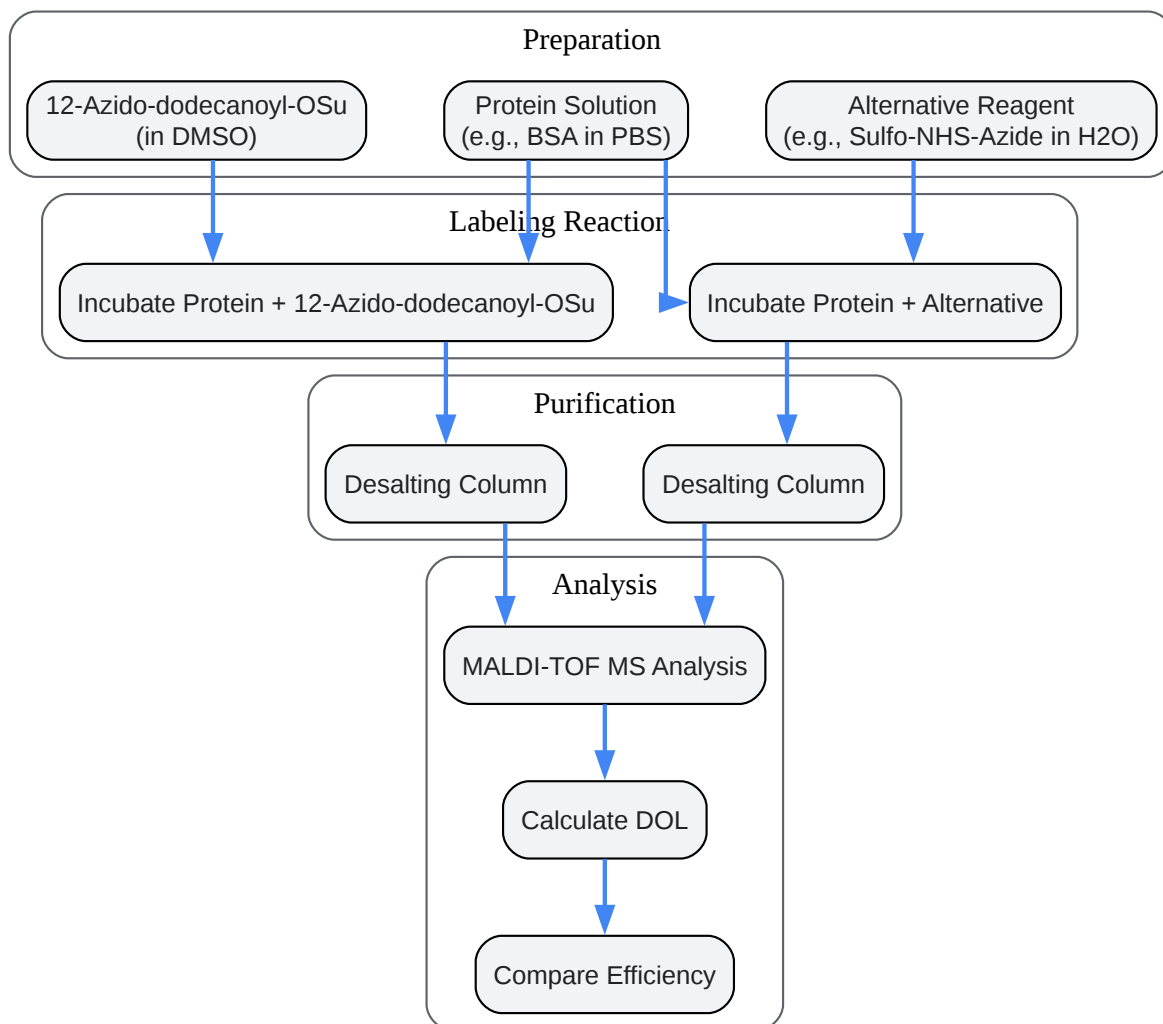 Preparation
12-Azido-dodecanoyl-OSu
(in DMSO)
Protein Solution
(e.g., BSA in PBS)
Alternative Reagent
(e.g., Sulfo-NHS-Azide in H2O)
Labeling Reaction
Incubate Protein + 12-Azido-dodecanoyl-OSu
Incubate Protein + Alternative
Purification
Desalting Column
Desalting Column
Analysis
MALDI-TOF MS Analysis
Calculate DOL
Compare Efficiency